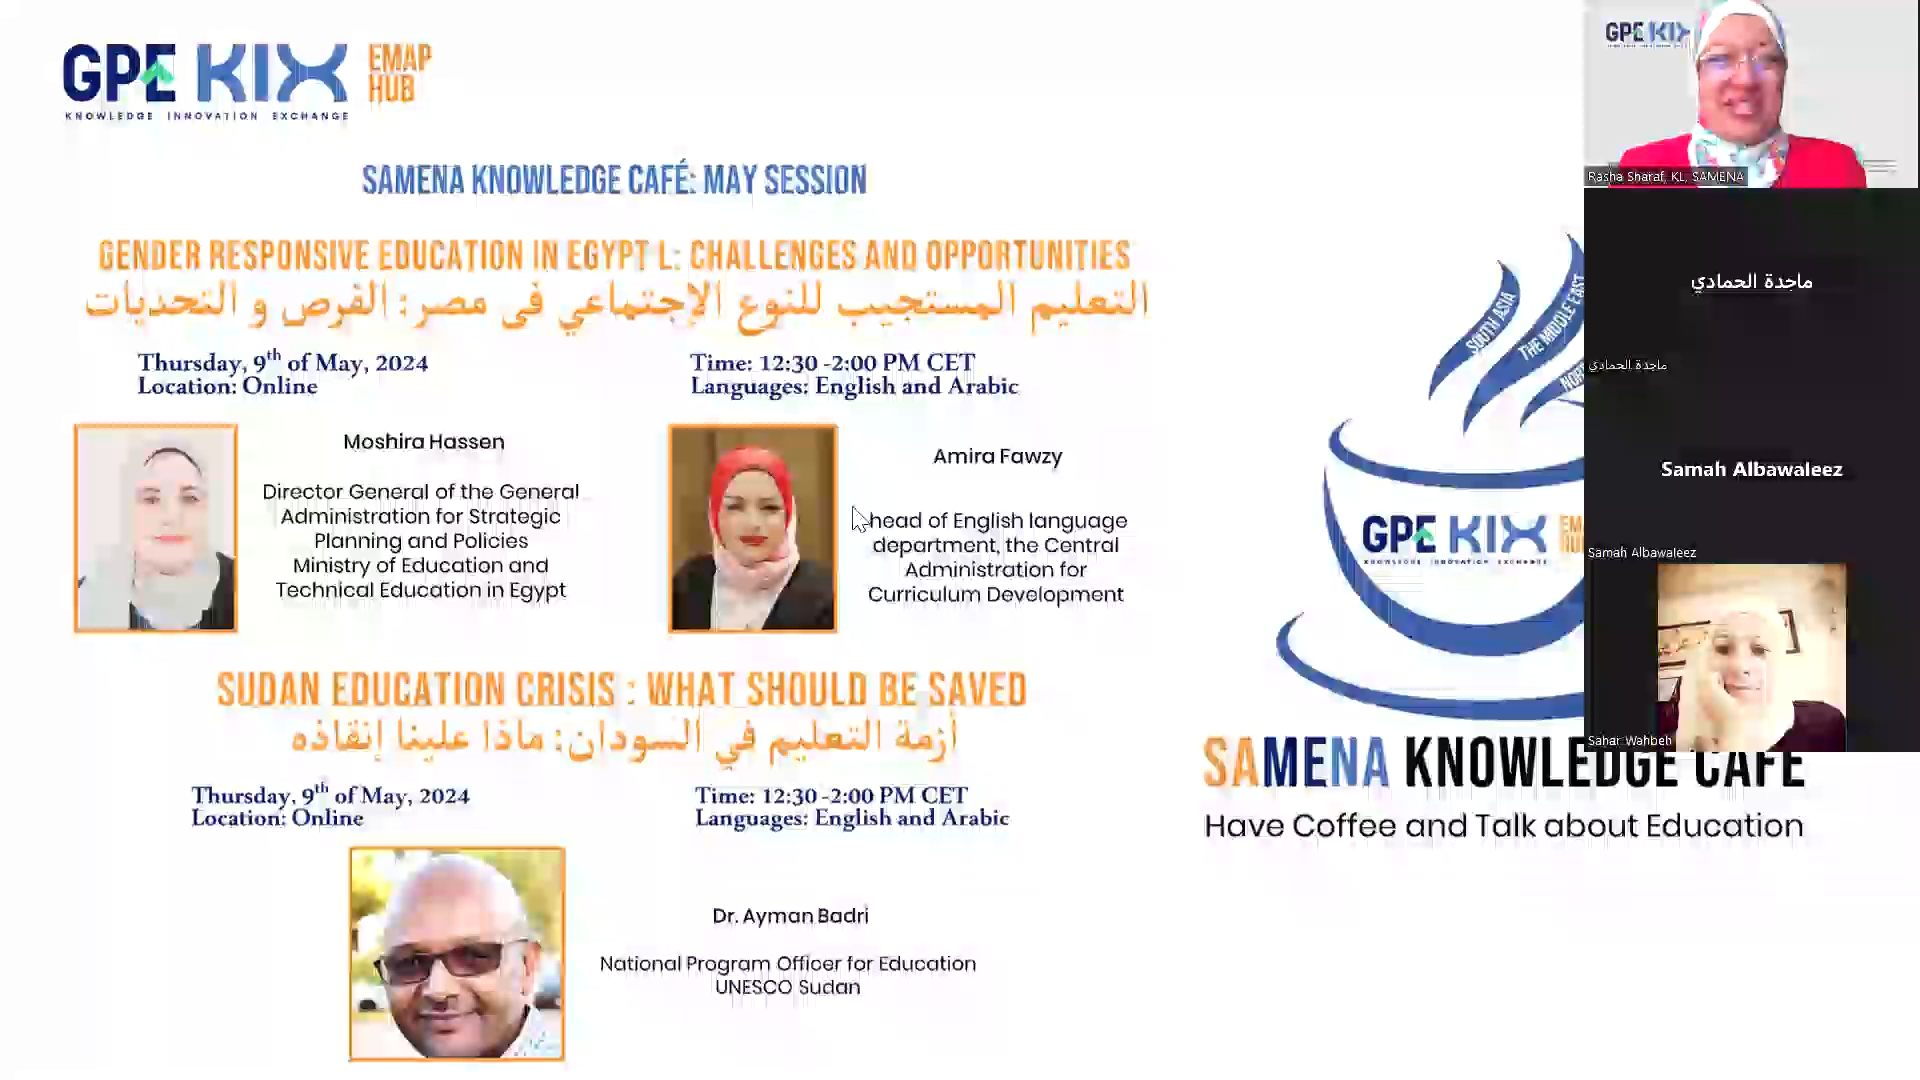 GPE KIX EMAP HUB
KNOWLEDGE INNOVATION EXCHANGE
SAMENA KNOWLEDGE CAFÉ: MAY SESSION
GENDER RESPONSIVE EDUCATION IN EGYPT L: CHALLENGES AND OPPORTUNITIES
التعليم المستجيب للنوع الإجتماعي فى مصر: الفرص و التحديات
Thursday, 9th of May, 2024
Location: Online
Time: 12:30 -2:00 PM CET
Languages: English and Arabic
Moshira Hassen
Director General of the General
Administration for Strategic
Planning and Policies
Ministry of Education and
Technical Education in Egypt
Amira Fawzy
head of English language
department, the Central
Administration for
Curriculum Development
SUDAN EDUCATION CRISIS : WHAT SHOULD BE SAVED
أزمة التعليم في السودان: ماذا علينا إنقاذه
Thursday, 9th of May, 2024
Location: Online
Time: 12:30 -2:00 PM CET
Languages: English and Arabic
Dr. Ayman Badri
National Program Officer for Education
UNESCO Sudan
SOUTH ASIA
THE MIDDLE EAST
GPE KIX
KNOWLEDGE INNOVATION EXCHANGE
SAMENA KNOWLEDGE CAFE
Have Coffee and Talk about Education
GPE KIX
Rasha Sharaf, KL, SAMENA
ماجدة الحمادي
ماجدة الحمادي
Samah Albawaleez
Samah Albawaleez
Sahar Wahbeh